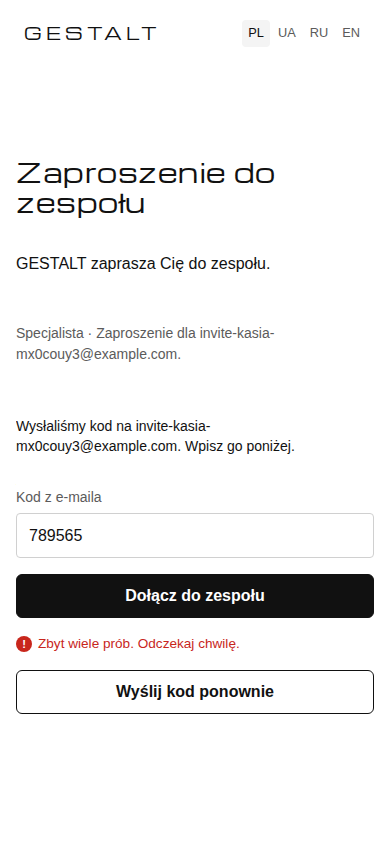 GESTALT
PL UA RU EN
Zaproszenie do
zespołu
GESTALT zaprasza Cię do zespołu.
Specjalista · Zaproszenie dla invite-kasia-
mx0couy3@example.com.
Wysłaliśmy kod na invite-kasia-
mx0couy3@example.com. Wpisz go poniżej.
Kod z e-maila
789565
Dołącz do zespołu
Zbyt wiele prób. Odczekaj chwilę.
Wyślij kod ponownie